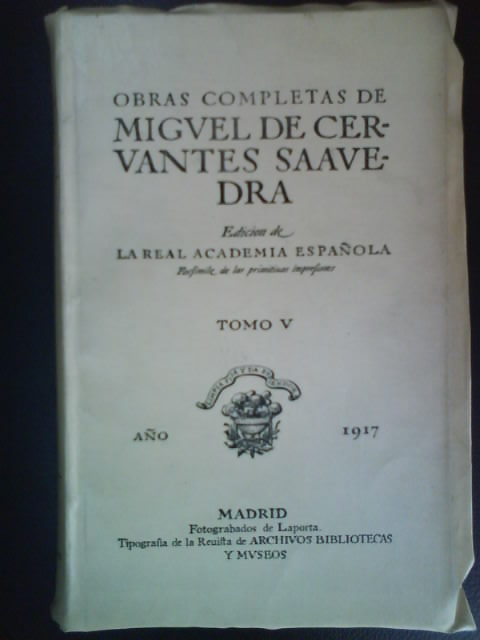 OBRAS COMPLETAS DE
MIGVEL DE CER-
VANTES SAAVE-
DRA
Edicion de
LA REAL ACADEMIA ESPAÑOLA
Facsimile de las primitivas impresiones
TOMO V
AÑO 1917
MADRID
Fotograbados de Laporta.
Tipografia de la Reuiſta de ARCHIVOS BIBLIOTECAS
Y MVSEOS